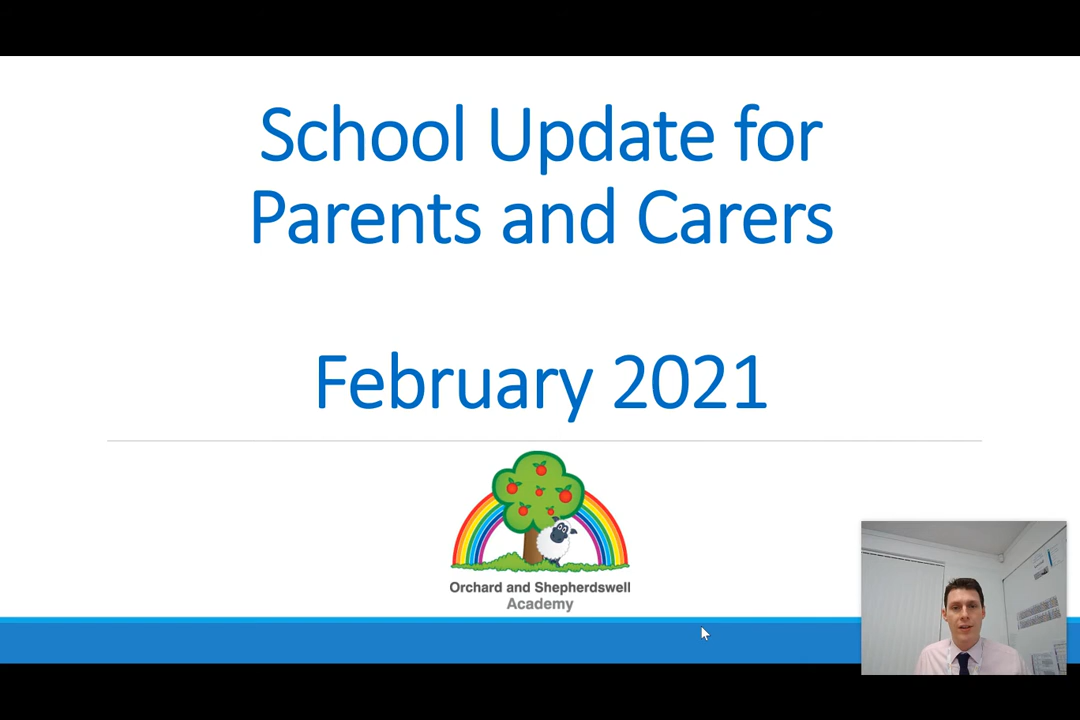 School Update for
Parents and Carers
February 2021
Orchard and Shepherdswell
Academy